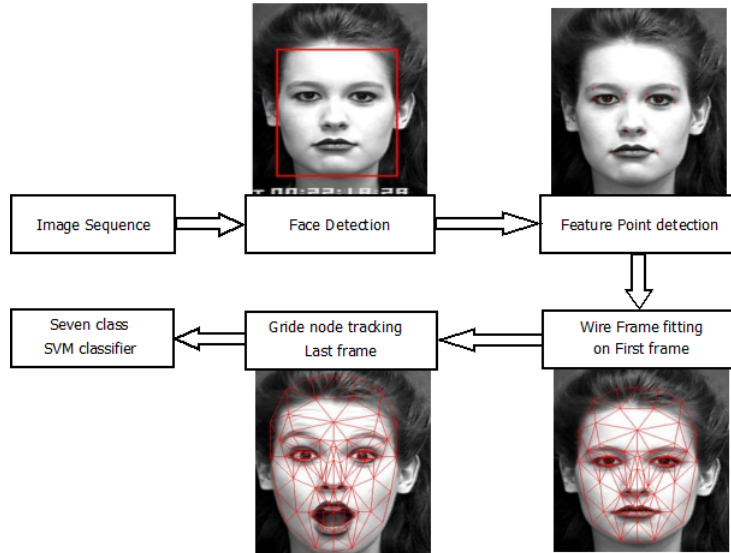 Image Sequence
Face Detection
Feature Point detection
Seven class
SVM classifier
Gride node tracking
Last frame
Wire Frame fitting
on First frame